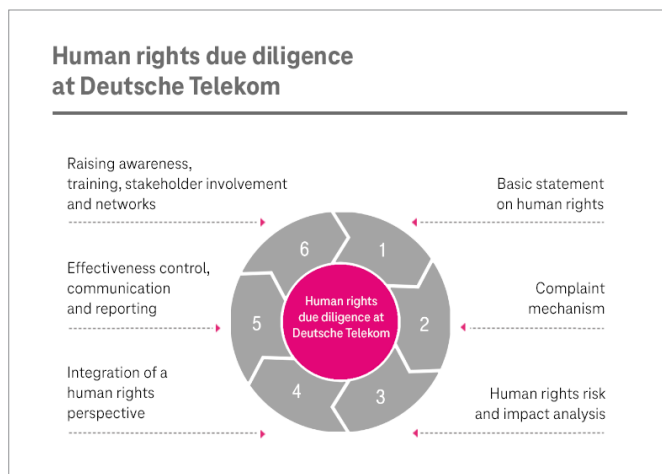 Human rights due diligence
at Deutsche Telekom
Raising awareness,
training, stakeholder involvement
and networks
Basic statement
on human rights
6
1
Effectiveness control,
communication
and reporting
Complaint
mechanism
5
Human rights
due diligence at
Deutsche Telekom
2
Integration of a
human rights
perspective
Human rights risk
and impact analysis
4
3